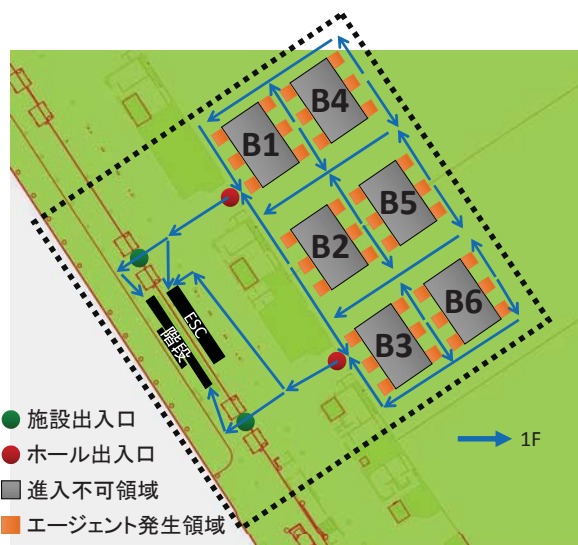 B4
B1
B5
B2
B6
B3
ESC
階段
施設出入口
ホール出入口
進入不可領域
エージェント発生領域
1F